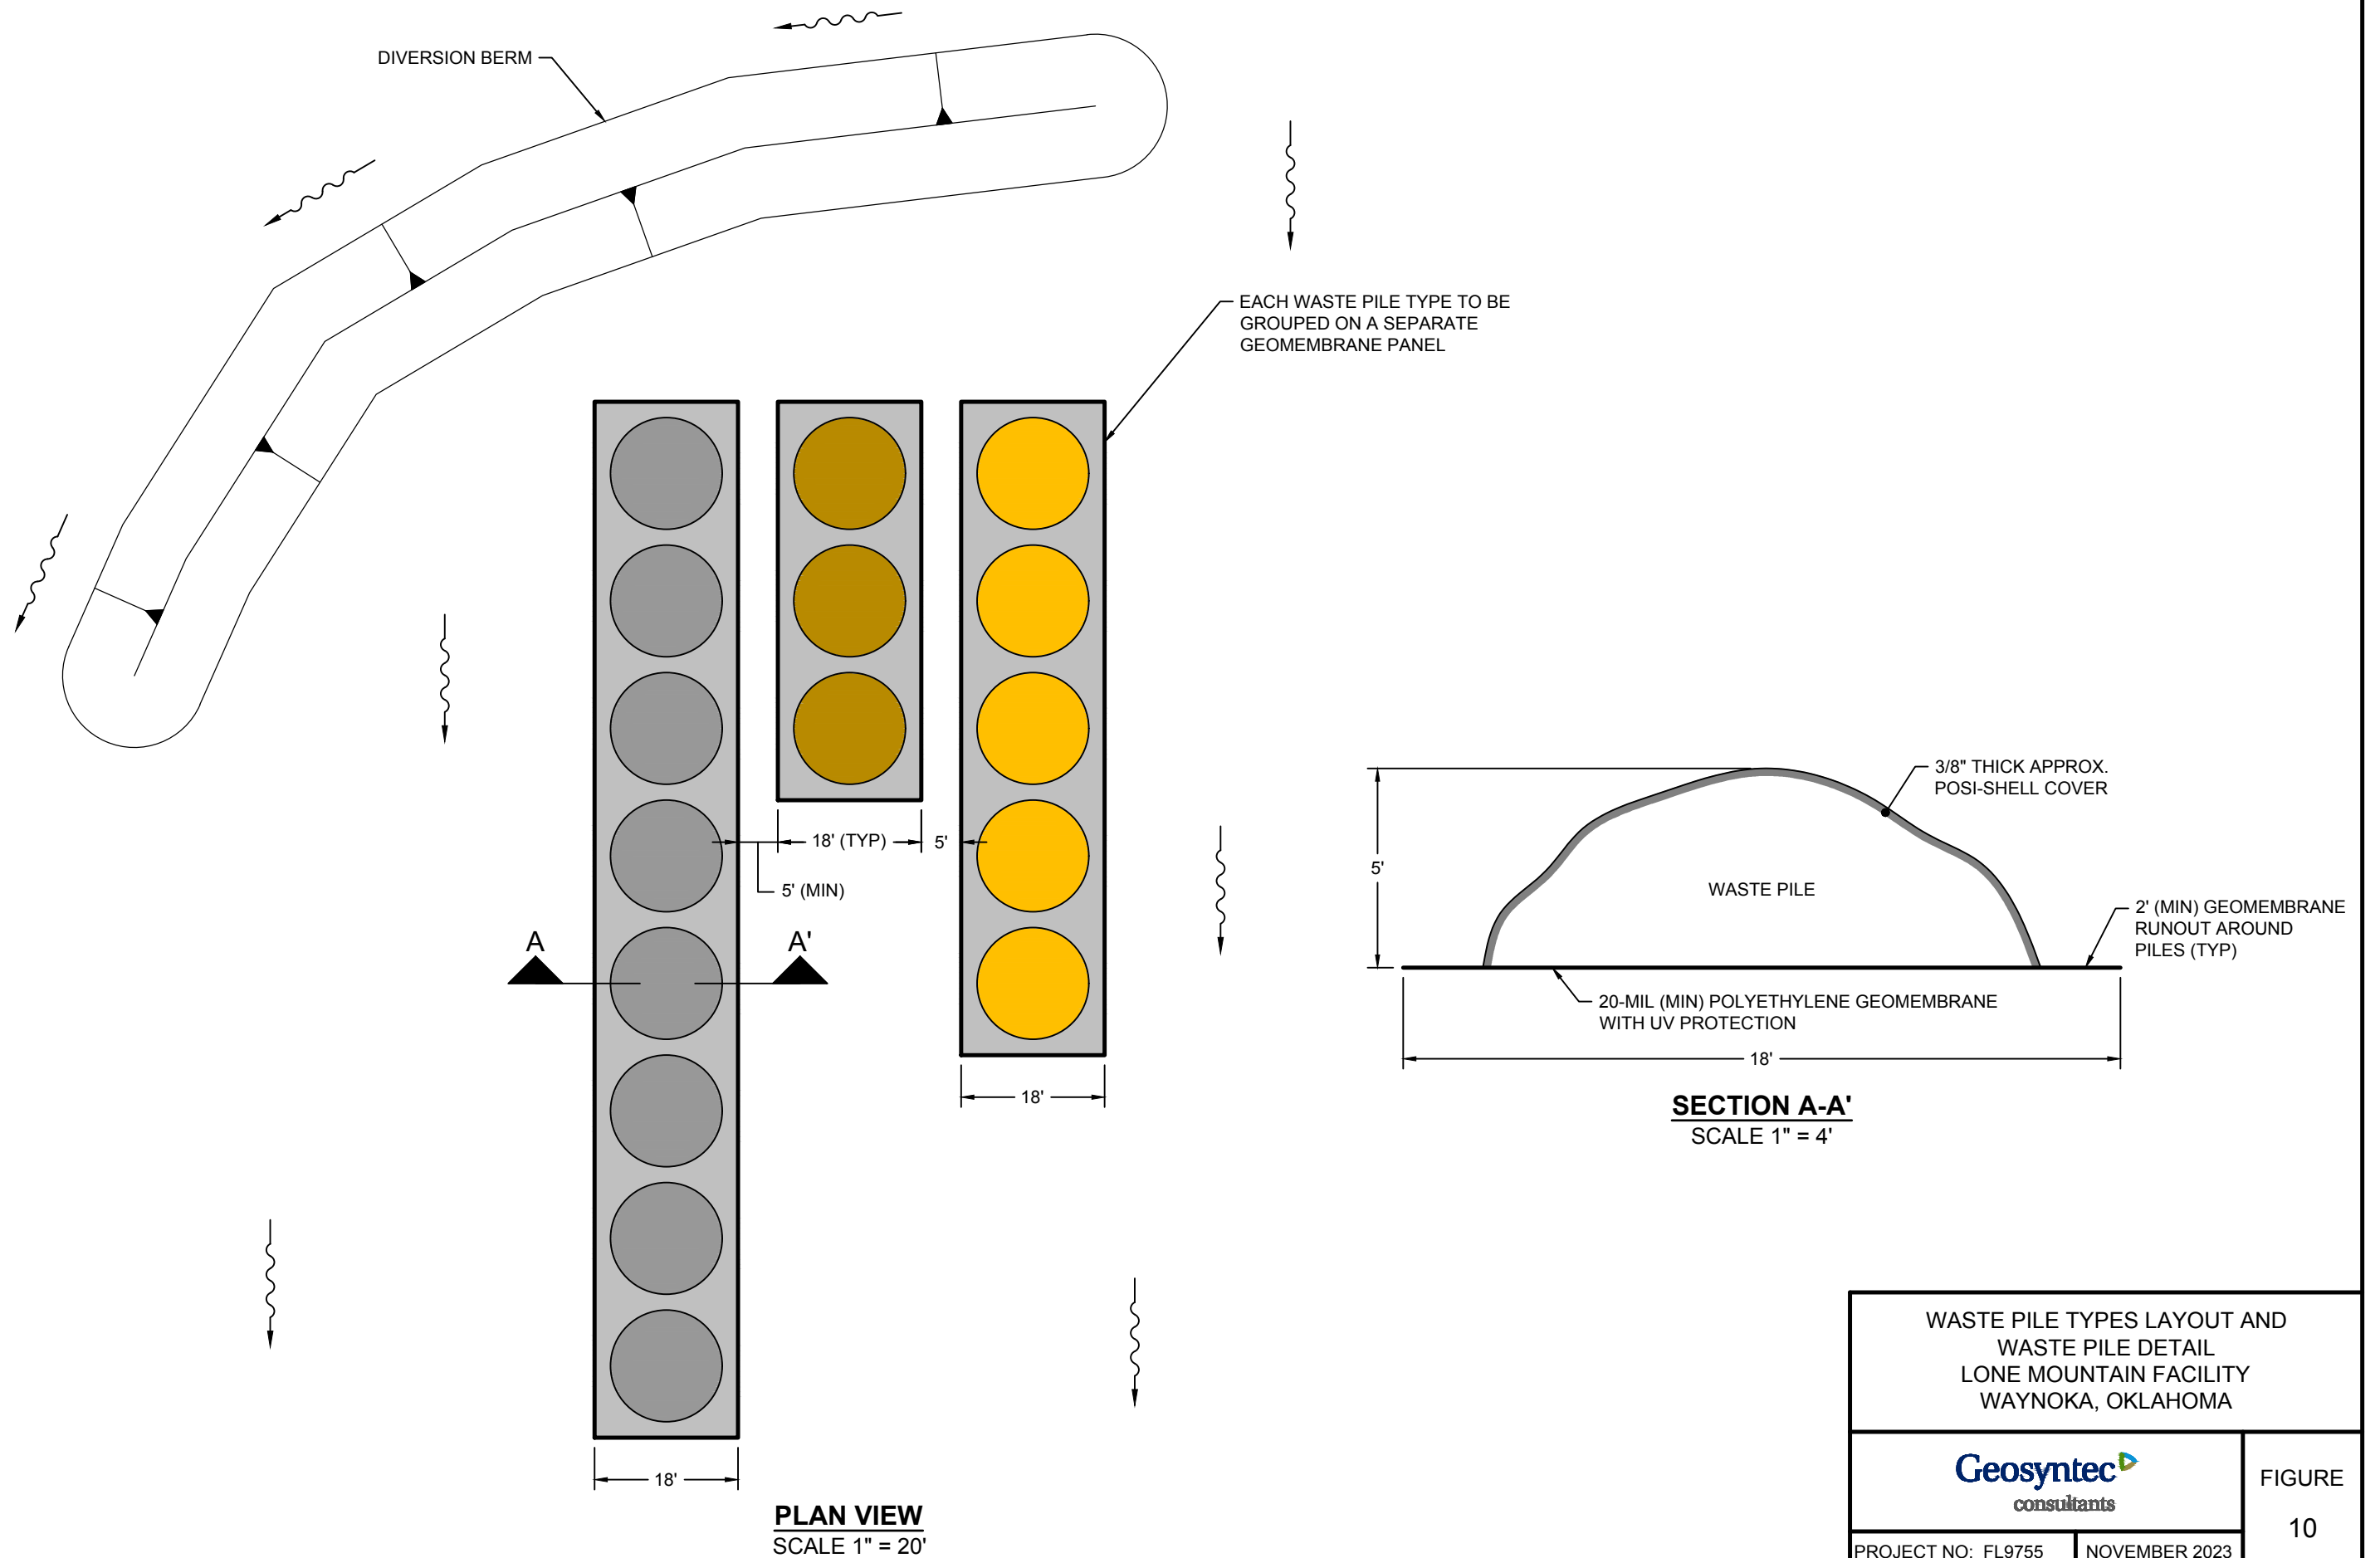 DIVERSION BERM
EACH WASTE PILE TYPE TO BE
GROUPED ON A SEPARATE
GEOMEMBRANE PANEL
18' (TYP)
5'
5' (MIN)
A
A'
18'
18'
PLAN VIEW
SCALE 1" = 20'
3/8" THICK APPROX.
POSI-SHELL COVER
5'
WASTE PILE
2' (MIN) GEOMEMBRANE
RUNOUT AROUND
PILES (TYP)
20-MIL (MIN) POLYETHYLENE GEOMEMBRANE
WITH UV PROTECTION
18'
SECTION A-A'
SCALE 1" = 4'
WASTE PILE TYPES LAYOUT AND
WASTE PILE DETAIL
LONE MOUNTAIN FACILITY
WAYNOKA, OKLAHOMA
Geosyntec
consultants
FIGURE
10
PROJECT NO: FL9755
NOVEMBER 2023